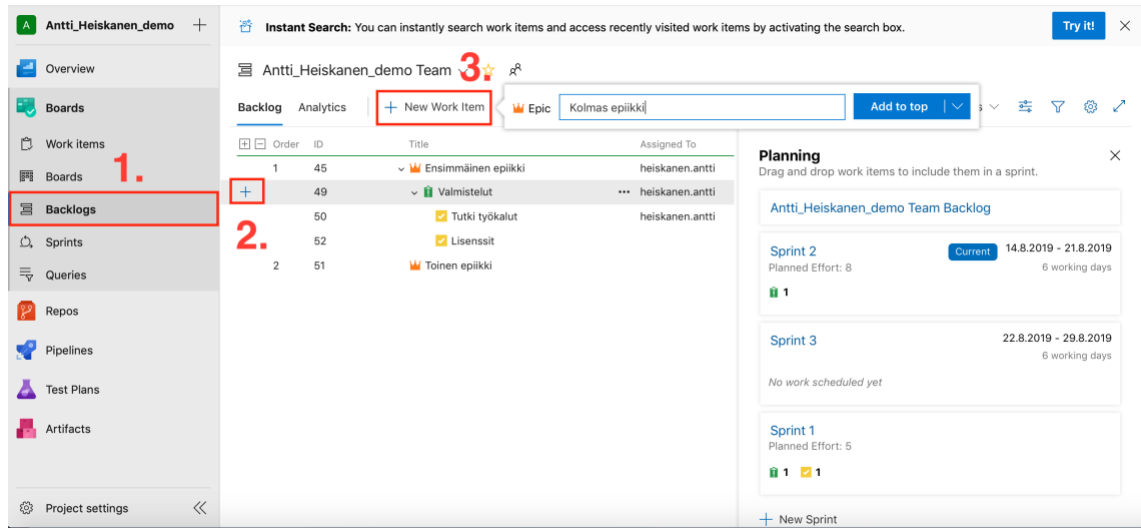 A Antti_Heiskanen_demo
Overview
Boards
Work items
Boards
1.
Backlogs
Sprints
Queries
Repos
Pipelines
Test Plans
Artifacts
Project settings
Instant Search: You can instantly search work items and access recently visited work items by activating the search box.
Try it!
Antti_Heiskanen_demo Team
3.
Backlog Analytics + New Work Item
Epic Kolmas epiikki Add to top
Order ID Title Assigned To
1 45 Ensimmäinen epiikki heiskanen.antti
49 Valmistelut ... heiskanen.antti
2.
50 Tutki työkalut heiskanen.antti
52 Lisenssit
2 51 Toinen epiikki
Planning
Drag and drop work items to include them in a sprint.
Antti_Heiskanen_demo Team Backlog
Sprint 2 Current 14.8.2019 - 21.8.2019
Planned Effort: 8 6 working days
1
Sprint 3 22.8.2019 - 29.8.2019
6 working days
No work scheduled yet
Sprint 1
Planned Effort: 5
1 1
+ New Sprint